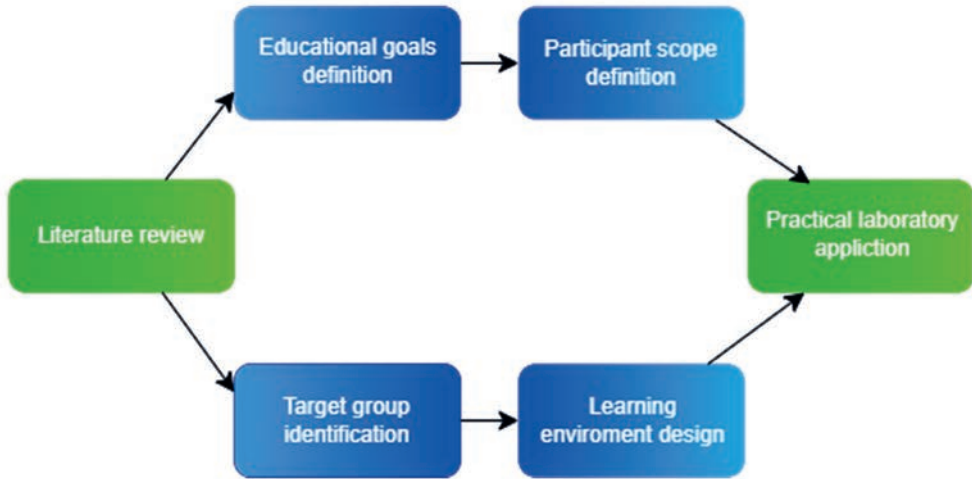 Educational goals
definition
Participant scope
definition
Literature review
Practical laboratory
appliction
Target group
identification
Learning
enviroment design